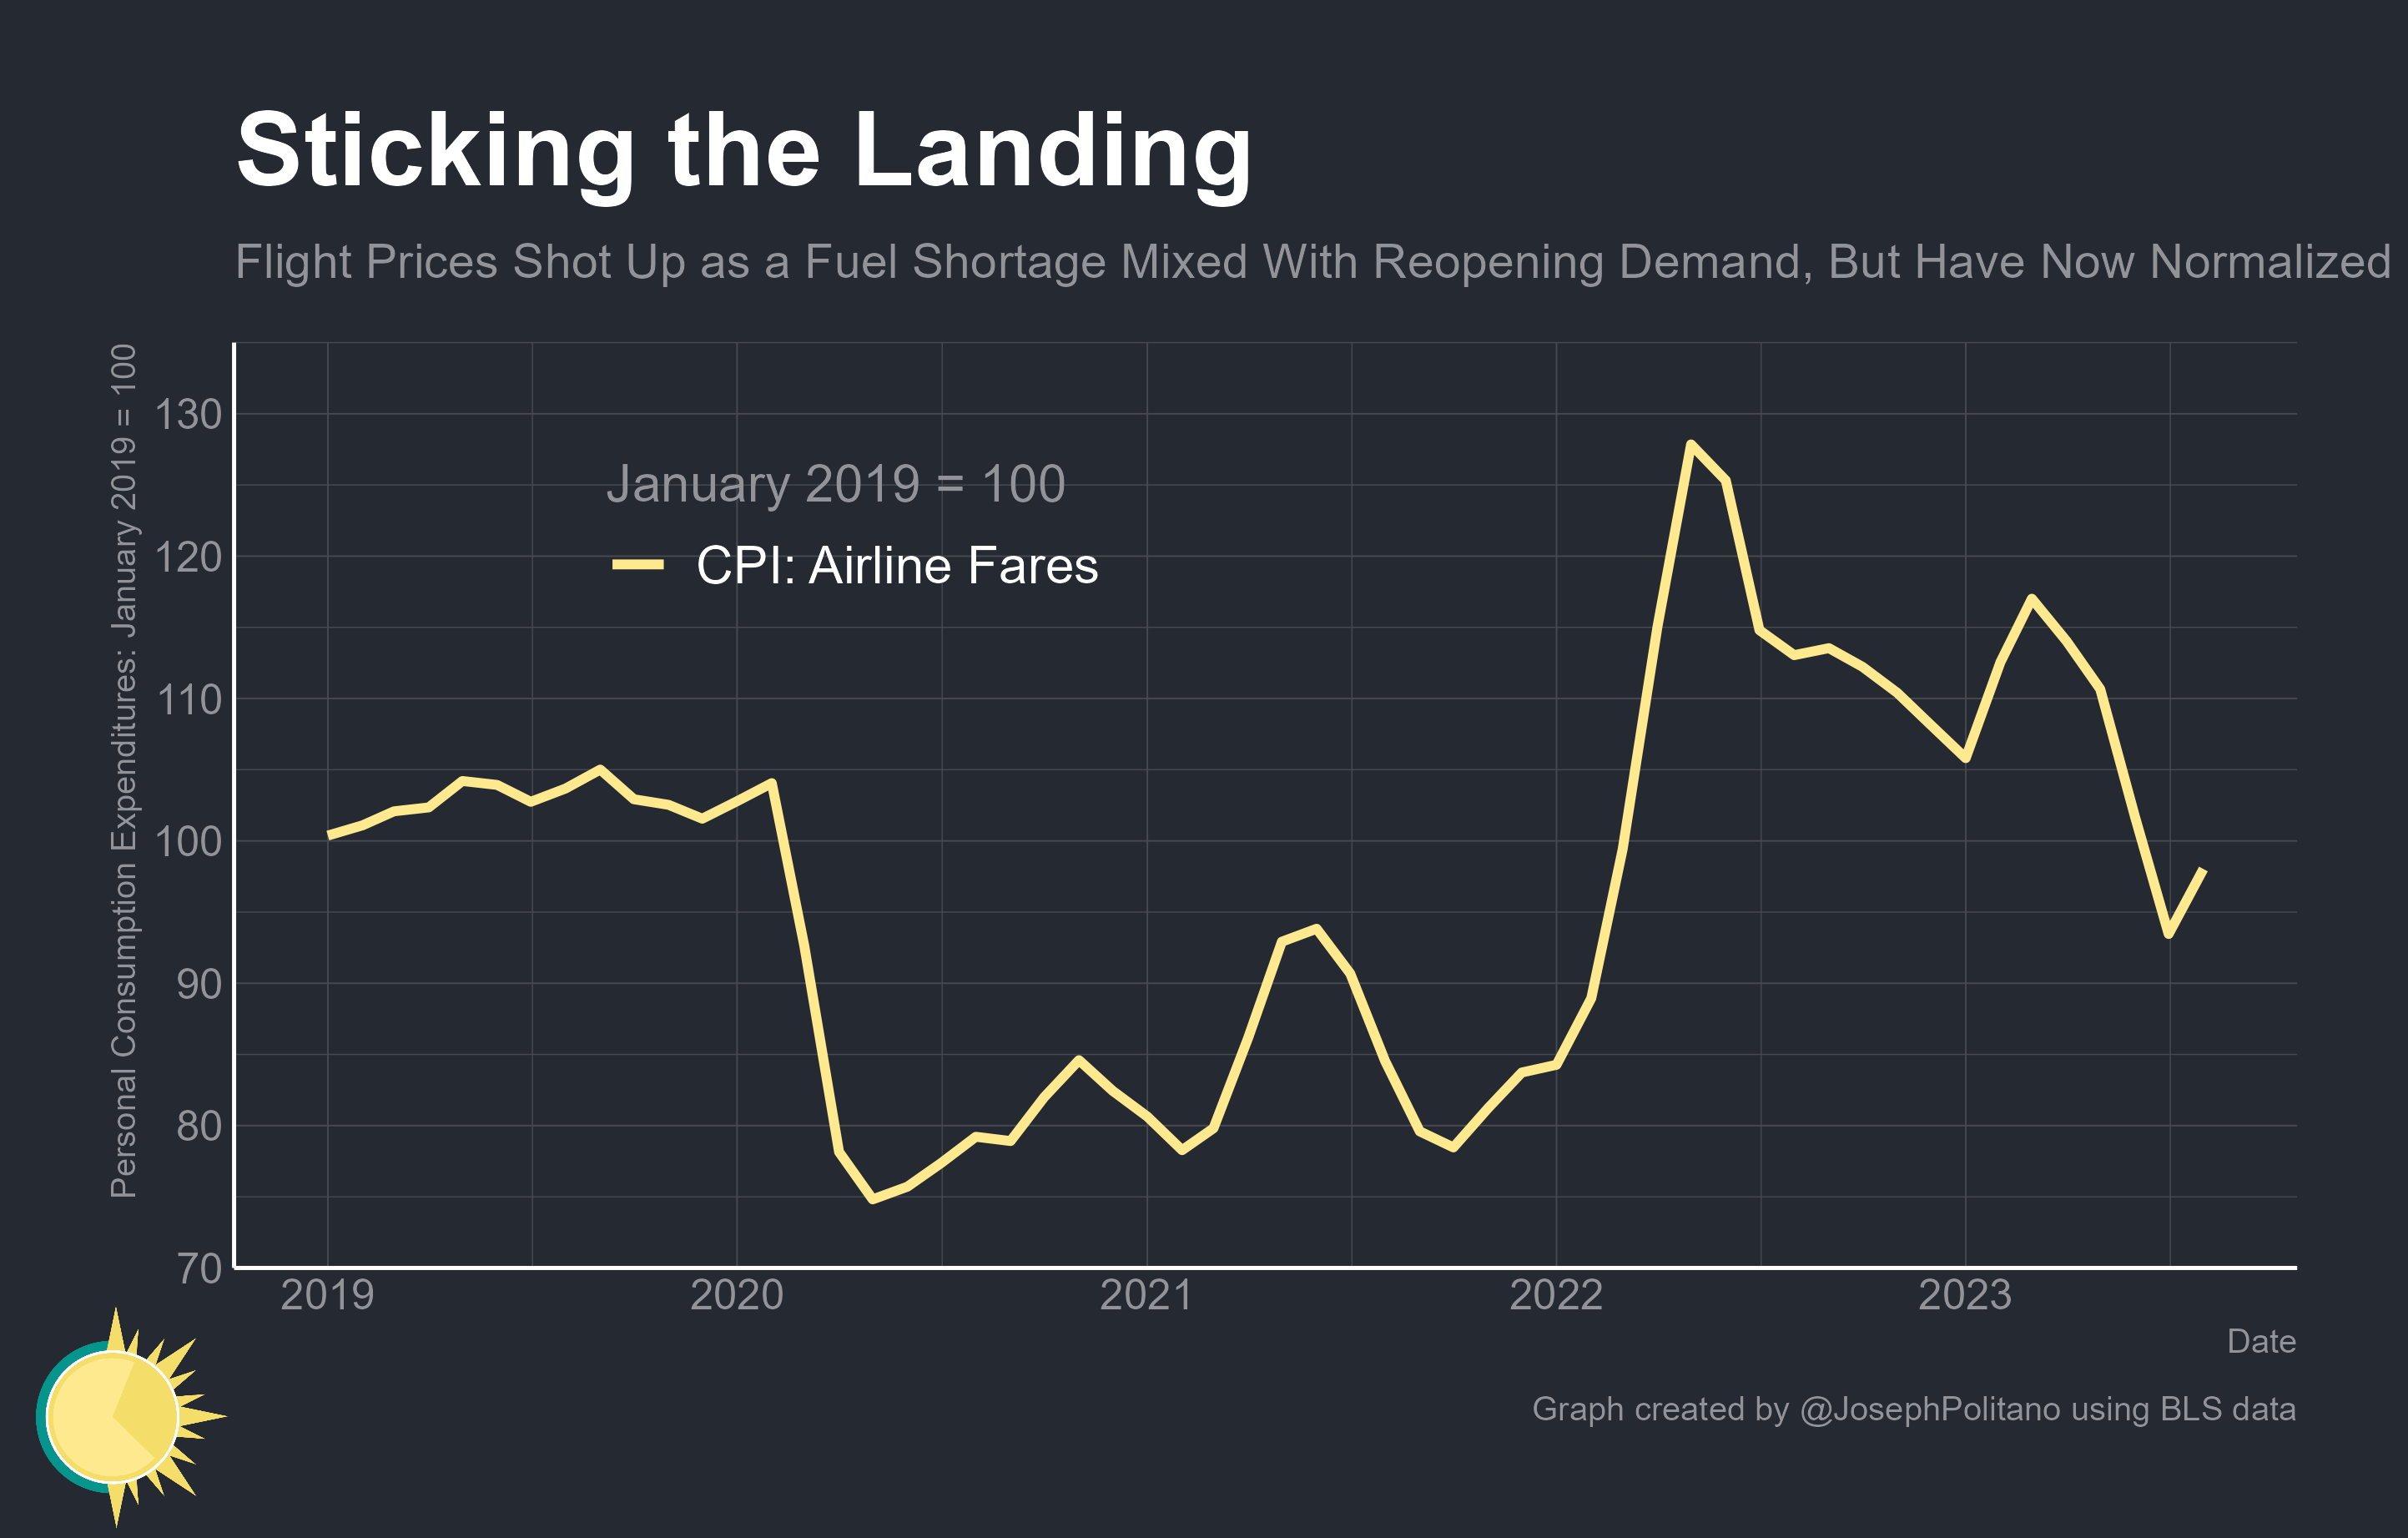 Sticking the Landing
Flight Prices Shot Up as a Fuel Shortage Mixed With Reopening Demand, But Have Now Normalized
Personal Consumption Expenditures: January 2019 = 100
130
120
110
100
90
80
70
January 2019 = 100
CPI: Airline Fares
2019 2020 2021 2022 2023
Date
Graph created by @JosephPolitano using BLS data